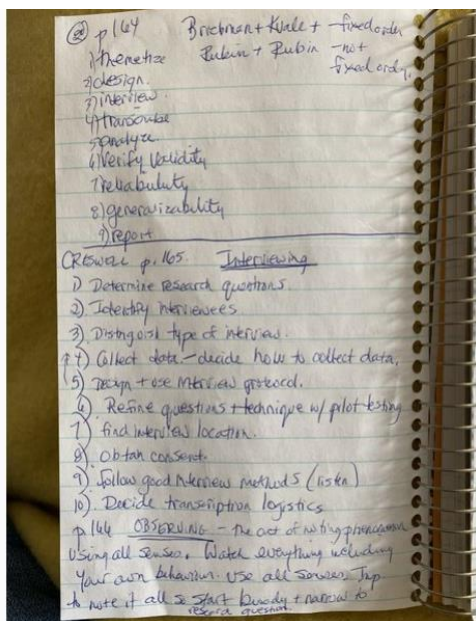 p164 Brinkman + Kvale + - fixed order
1) themetize Rubin + Rubin - not
2) design. fixed order.
3) interview.
4) transcribe
5) analyze
6) Verify Validity
7) reliability
8) generalizability
9) report
CRESWELL p.165. Interviewing
1) Determine research questions.
2) Identify interviewees
3) Distinguish type of interview.
4) Collect data - decide how to collect data.
5) Design + use interview protocol.
6). Refine questions + technique w/ pilot testing
7) find interview location.
8) Obtain consent.
9). Follow good interview methods (listen)
10). Decide transcription logistics
p.166 OBSERVING - the act of noting phenomenon
using all senses. Watch everything including
your own behaviour. Use all senses. Imp
to note it all so start broadly + narrow to
research question.